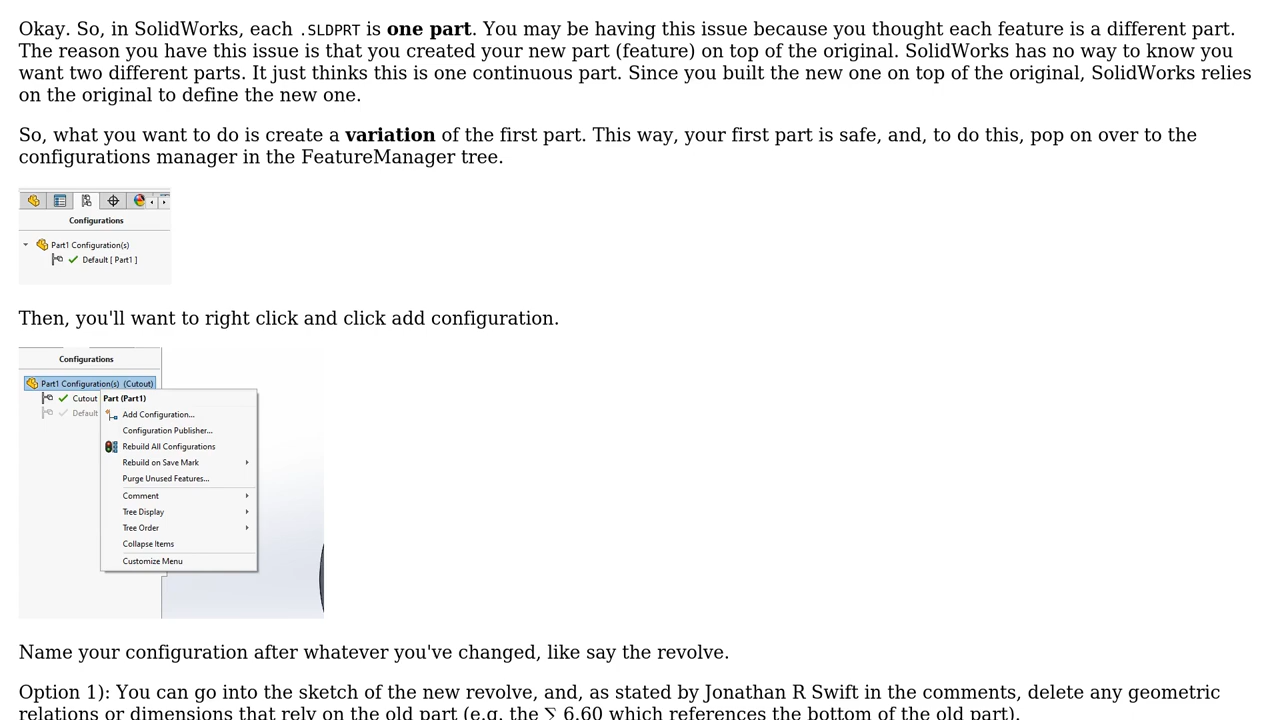 Okay. So, in SolidWorks, each .SLDPRT is one part. You may be having this issue because you thought each feature is a different part.
The reason you have this issue is that you created your new part (feature) on top of the original. SolidWorks has no way to know you
want two different parts. It just thinks this is one continuous part. Since you built the new one on top of the original, SolidWorks relies
on the original to define the new one.
So, what you want to do is create a variation of the first part. This way, your first part is safe, and, to do this, pop on over to the
configurations manager in the FeatureManager tree.
Configurations
Part1 Configuration(s)
Default [ Part1 ]
Then, you'll want to right click and click add configuration.
Configurations
Part1 Configuration(s) (Cutout)
Cutout
Default
Part (Part1)
Add Configuration...
Configuration Publisher...
Rebuild All Configurations
Rebuild on Save Mark
Purge Unused Features...
Comment
Tree Display
Tree Order
Collapse Items
Customize Menu
Name your configuration after whatever you've changed, like say the revolve.
Option 1): You can go into the sketch of the new revolve, and, as stated by Jonathan R Swift in the comments, delete any geometric
relations or dimensions that rely on the old part (e.g. the ∑ 6.60 which references the bottom of the old part).